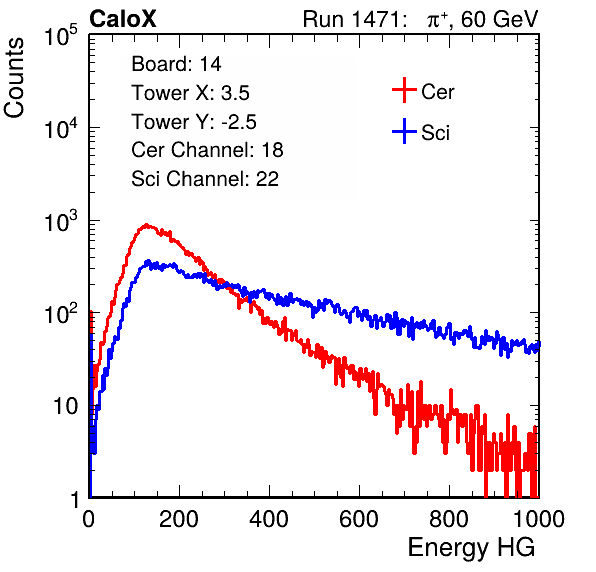 CaloX Run 1471: π⁺, 60 GeV
Counts
10⁵
10⁴
10³
10²
10
1
Board: 14
Tower X: 3.5
Tower Y: -2.5
Cer Channel: 18
Sci Channel: 22
Cer
Sci
0 200 400 600 800 1000
Energy HG